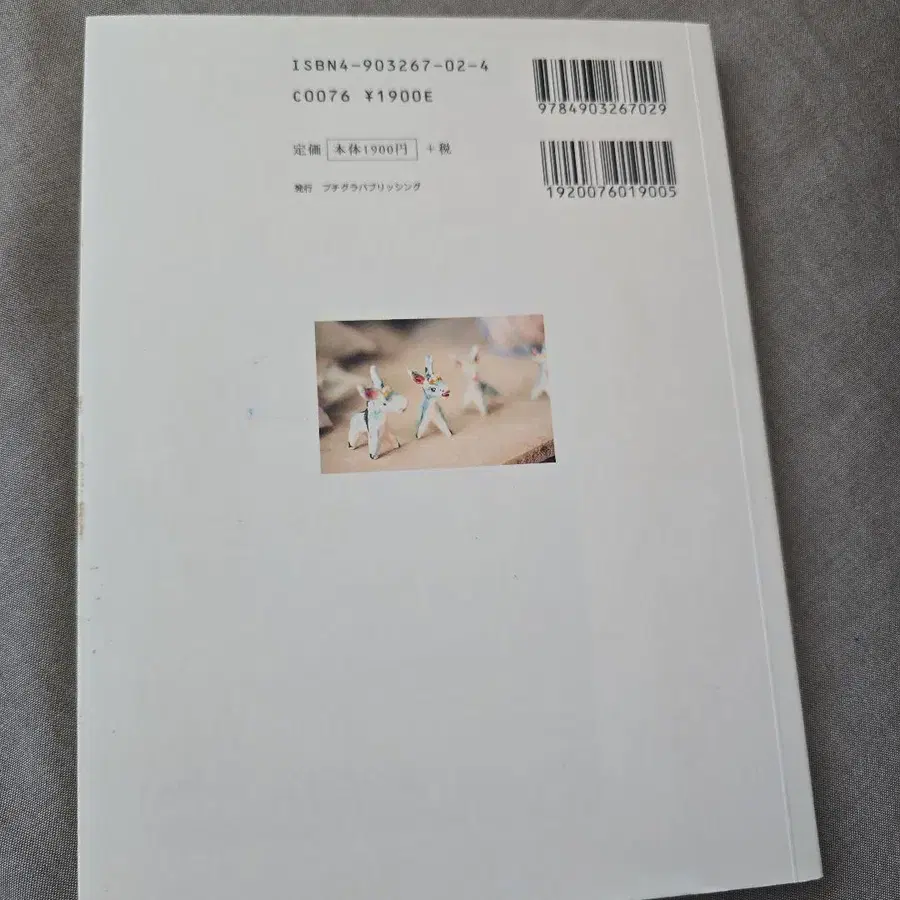 ISBN4-903267-02-4
C0076 ¥1900E
9784903267029
定価 本体1900円 +税
1920076019005
発行 プチグラパブリッシング